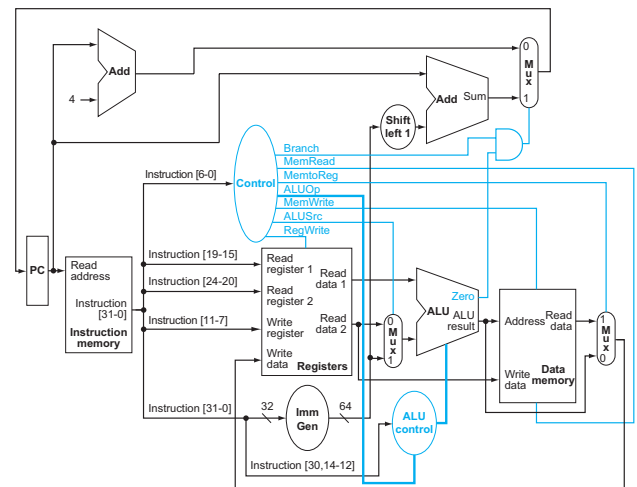 0
Mux
1
Add
4
Add
Sum
Shift
left 1
Branch
MemRead
MemtoReg
ALUOp
MemWrite
ALUSrc
RegWrite
Control
Instruction [6-0]
PC
Read
address
Instruction
[31-0]
Instruction
memory
Instruction [19-15]
Instruction [24-20]
Instruction [11-7]
Instruction [31-0]
Read
register 1
Read
register 2
Write
register
Write
data
Read
data 1
Read
data 2
Registers
0
Mux
1
Zero
ALU
ALU
result
Address
Write
data
Read
data
Data
memory
1
Mux
0
32
Imm
Gen
64
ALU
control
Instruction [30,14-12]